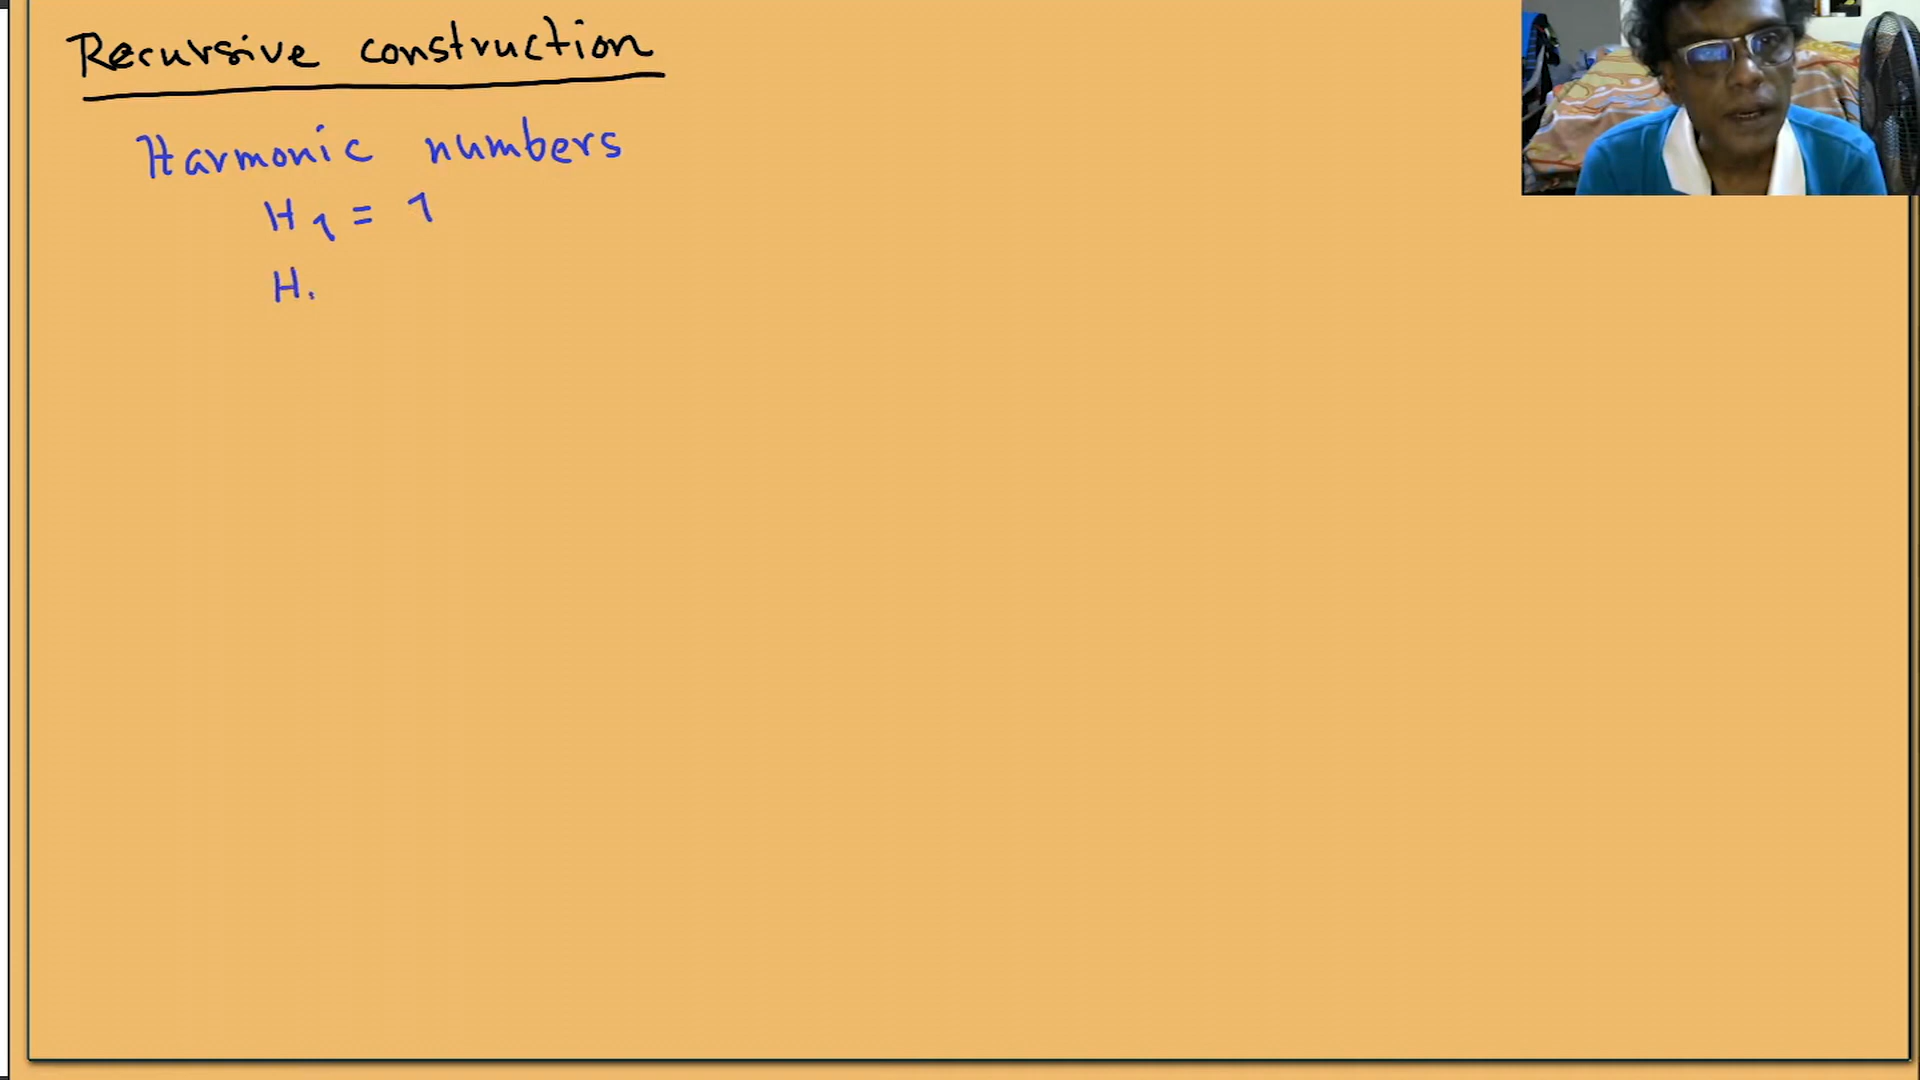 Recursive construction
Harmonic numbers
H₁ = 1
H.